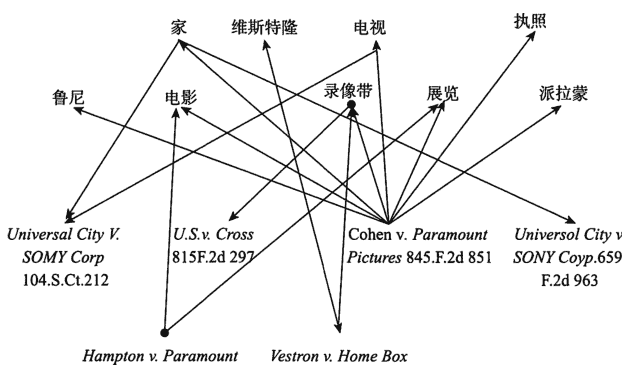 家 维斯特隆 电视 执照
鲁尼 电影 录像带 展览 派拉蒙
Universal City V.
SOMY Corp
104.S.Ct.212
U.S.v. Cross
815F.2d 297
Cohen v. Paramount
Pictures 845.F.2d 851
Universol City v
SONY Coyp.659
F.2d 963
Hampton v. Paramount
Vestron v. Home Box